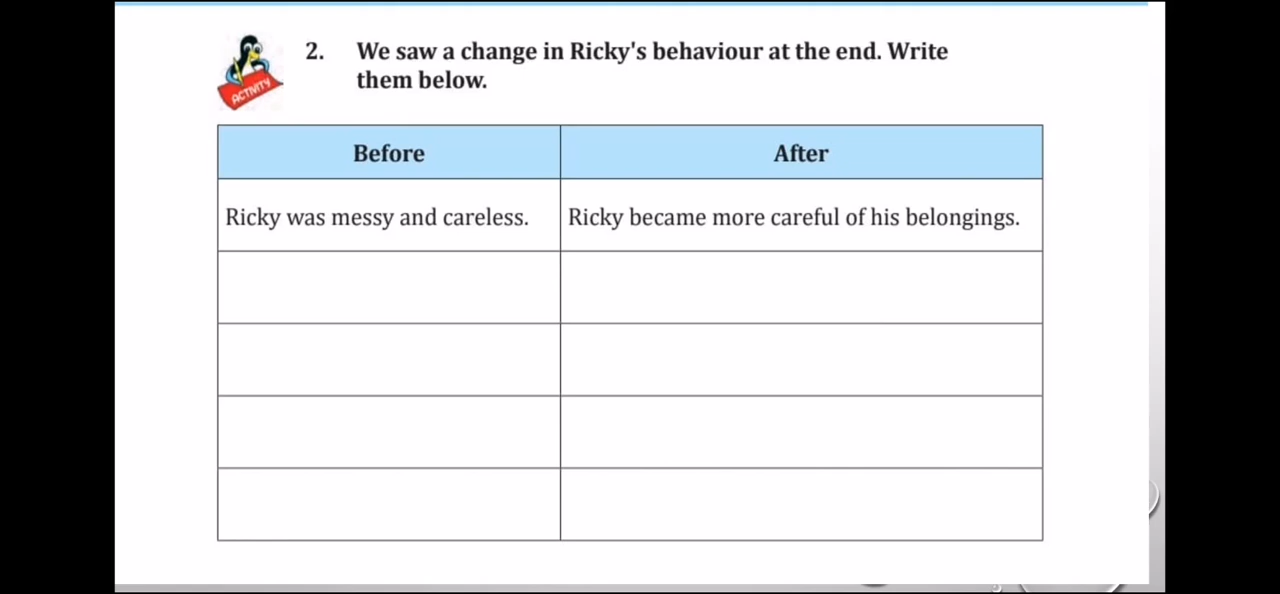 ACTIVITY
2. We saw a change in Ricky's behaviour at the end. Write
them below.
Before After
Ricky was messy and careless. Ricky became more careful of his belongings.